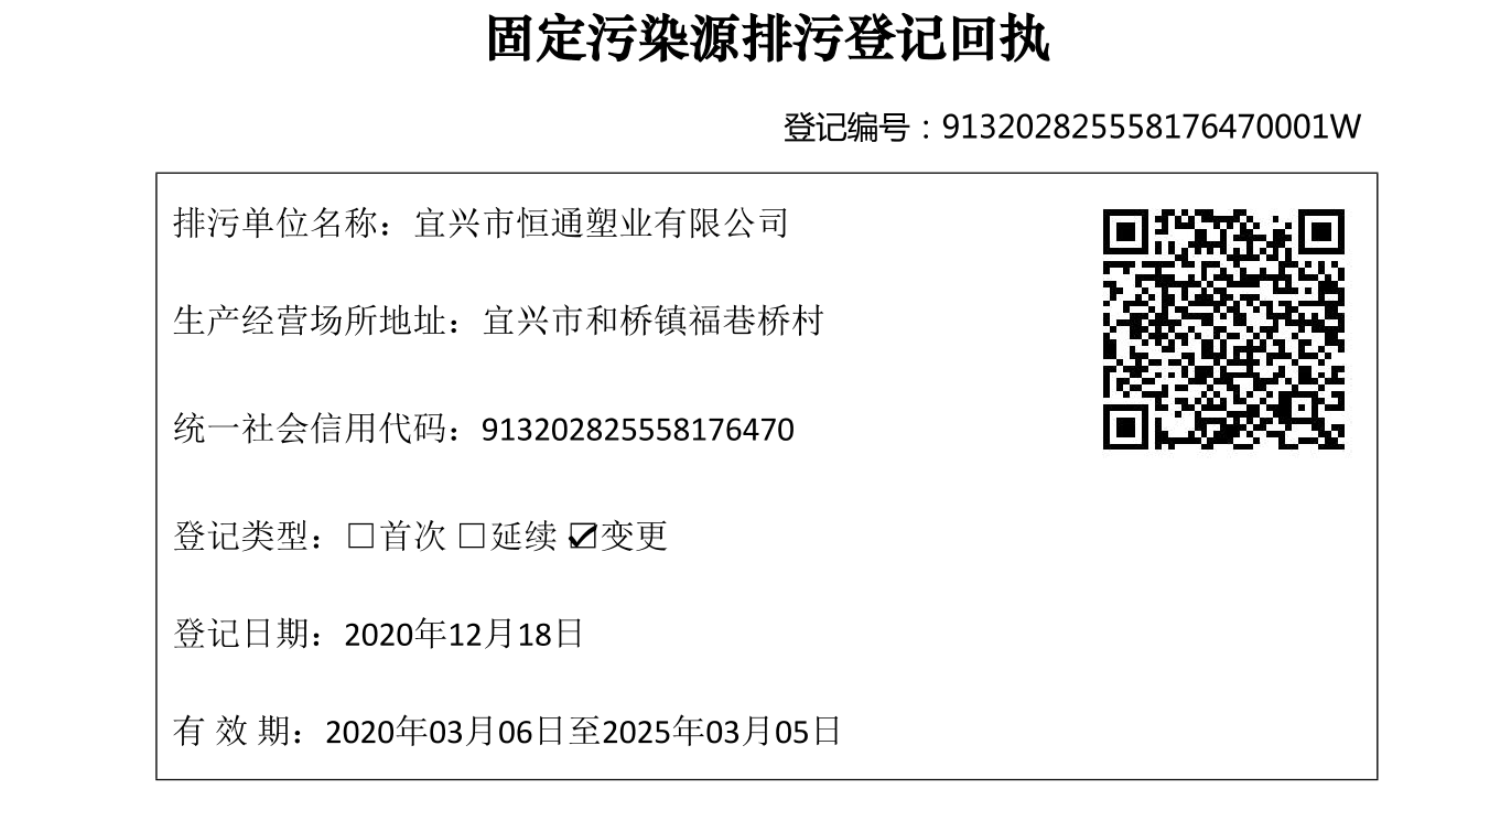 固定污染源排污登记回执
登记编号：913202825558176470001W
排污单位名称：宜兴市恒通塑业有限公司
生产经营场所地址：宜兴市和桥镇福巷桥村
统一社会信用代码：913202825558176470
登记类型：□首次 □延续 ☑变更
登记日期：2020年12月18日
有 效 期：2020年03月06日至2025年03月05日